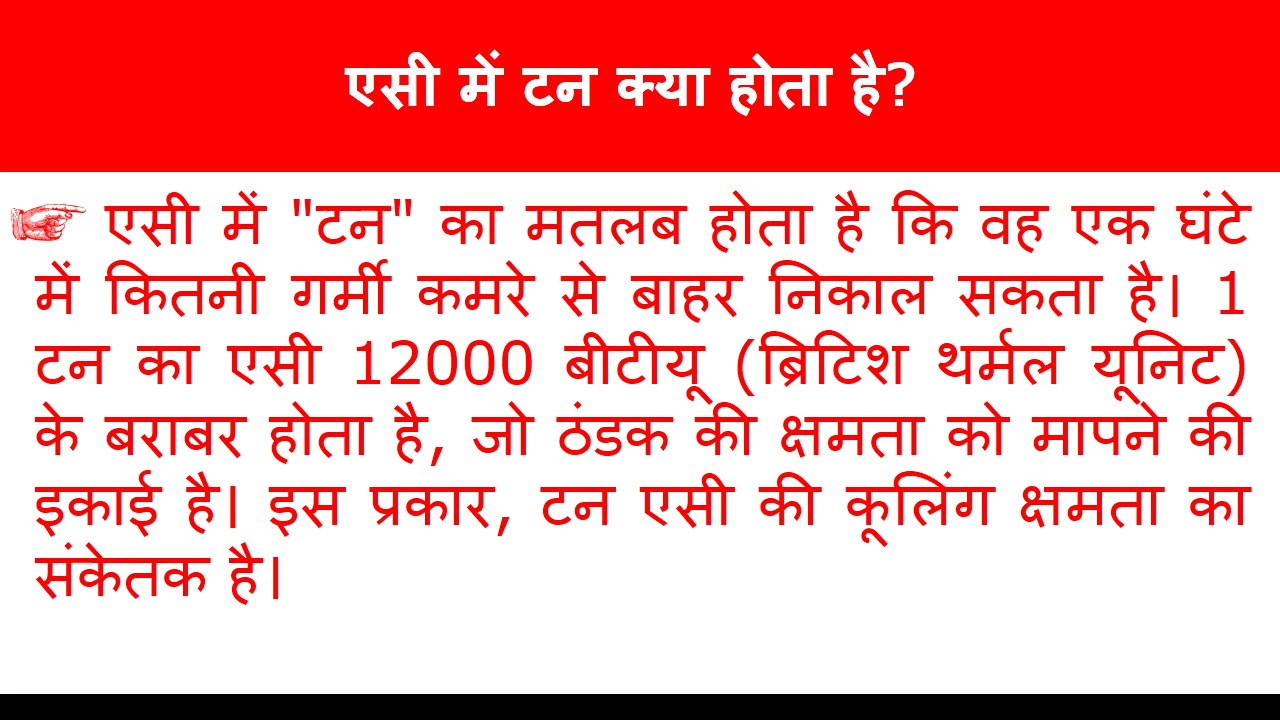 एसी में टन क्या होता है?
एसी में "टन" का मतलब होता है कि वह एक घंटे
में कितनी गर्मी कमरे से बाहर निकाल सकता है। 1
टन का एसी 12000 बीटीयू (ब्रिटिश थर्मल यूनिट)
के बराबर होता है, जो ठंडक की क्षमता को मापने की
इकाई है। इस प्रकार, टन एसी की कूलिंग क्षमता का
संकेतक है।